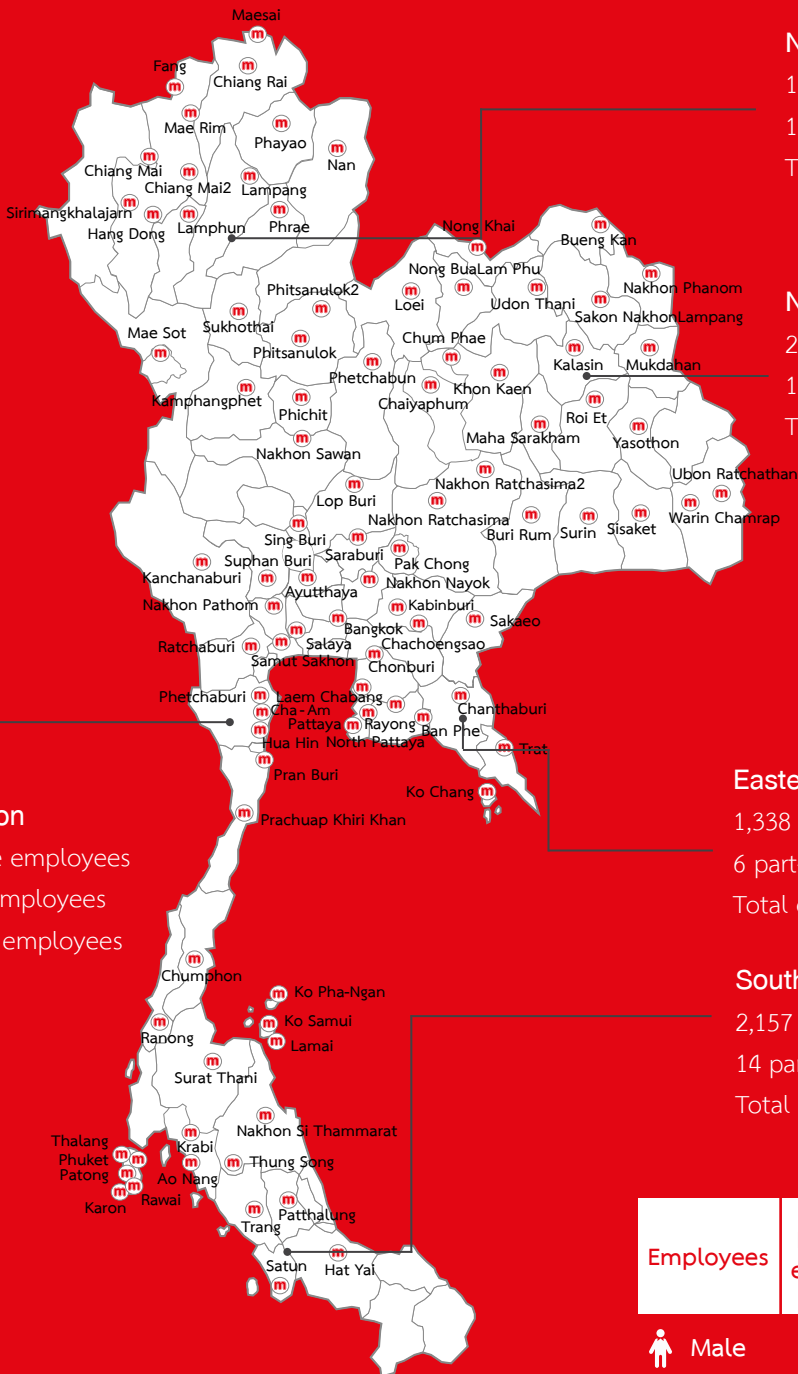 Maesai
Fang
Chiang Rai
Mae Rim
Phayao
Nan
Chiang Mai
Chiang Mai2
Lampang
Sirimangkhalajarn
Hang Dong
Lamphun
Phrae
Nong Khai
Bueng Kan
Nong BuaLam Phu
Loei
Udon Thani
Nakhon Phanom
Sakon NakhonLampang
Phitsanulok2
Sukhothai
Mae Sot
Phitsanulok
Chum Phae
Phetchabun
Khon Kaen
Kalasin
Mukdahan
Kamphangphet
Phichit
Chaiyaphum
Roi Et
Maha Sarakham
Yasothon
Nakhon Sawan
Ubon Ratchathan
Nakhon Ratchasima2
Lop Buri
Nakhon Ratchasima
Buri Rum
Surin
Sisaket
Warin Chamrap
Sing Buri
Saraburi
Pak Chong
Suphan Buri
Kanchanaburi
Ayutthaya
Nakhon Nayok
Nakhon Pathom
Kabinburi
Bangkok
Sakaeo
Ratchaburi
Salaya
Chachoengsao
Samut Sakhon
Chonburi
Phetchaburi
Laem Chabang
Chanthaburi
Cha-Am
Pattaya
Rayong
Ban Phe
Hua Hin
North Pattaya
Trat
Pran Buri
Ko Chang
Prachuap Khiri Khan
Chumphon
Ko Pha-Ngan
Ranong
Ko Samui
Lamai
Surat Thani
Nakhon Si Thammarat
Thalang
Krabi
Phuket
Thung Song
Patong
Ao Nang
Karon
Rawai
Patthalung
Trang
Satun
Hat Yai
N
1
1
T
N
2
1
T
on
e employees
employees
employees
Easte
1,338
6 part
Total
South
2,157
14 par
Total
Employees
e
Male